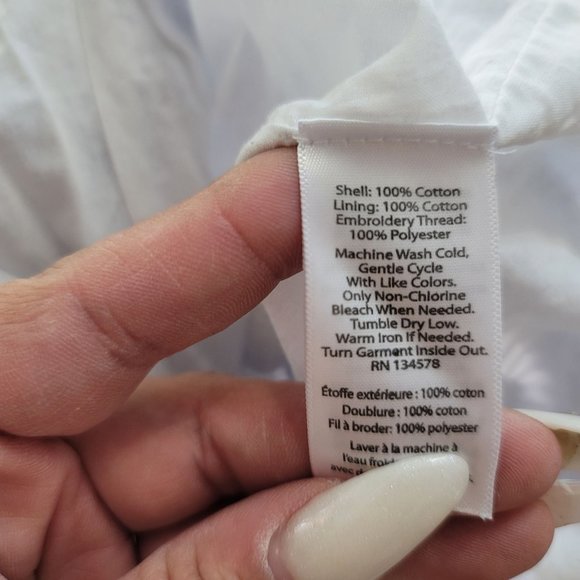 Shell: 100% Cotton
Lining: 100% Cotton
Embroidery Thread:
100% Polyester
Machine Wash Cold,
Gentle Cycle
With Like Colors.
Only Non-Chlorine
Bleach When Needed.
Tumble Dry Low.
Warm Iron If Needed.
Turn Garment Inside Out.
RN 134578
Étoffe extérieure : 100% coton
Doublure : 100% coton
Fil à broder: 100% polyester
Laver à la machine à
l'eau
avec